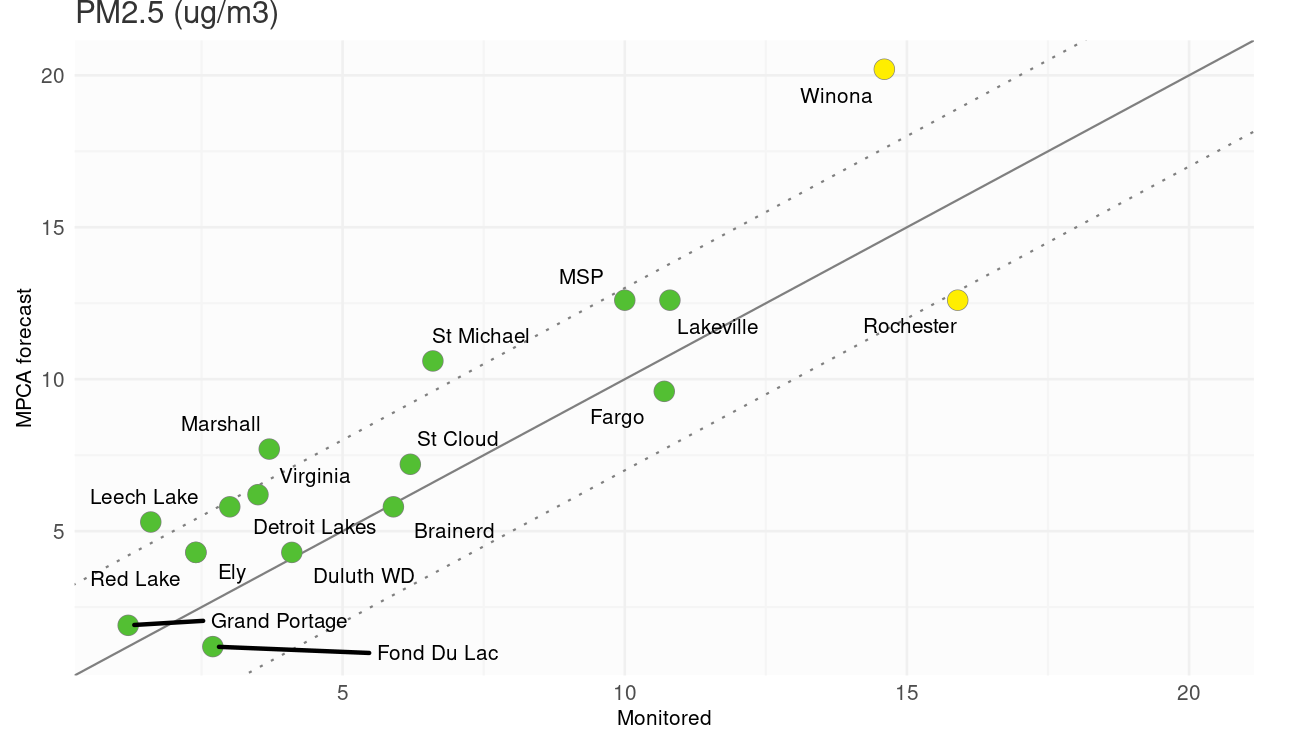 PM2.5 (ug/m3)
20
Winona
15
MSP
Lakeville
Rochester
St Michael
MPCA forecast
10
Fargo
Marshall
St Cloud
Virginia
Leech Lake
Detroit Lakes
Brainerd
5
Red Lake
Ely
Duluth WD
Grand Portage
Fond Du Lac
5
10
15
20
Monitored